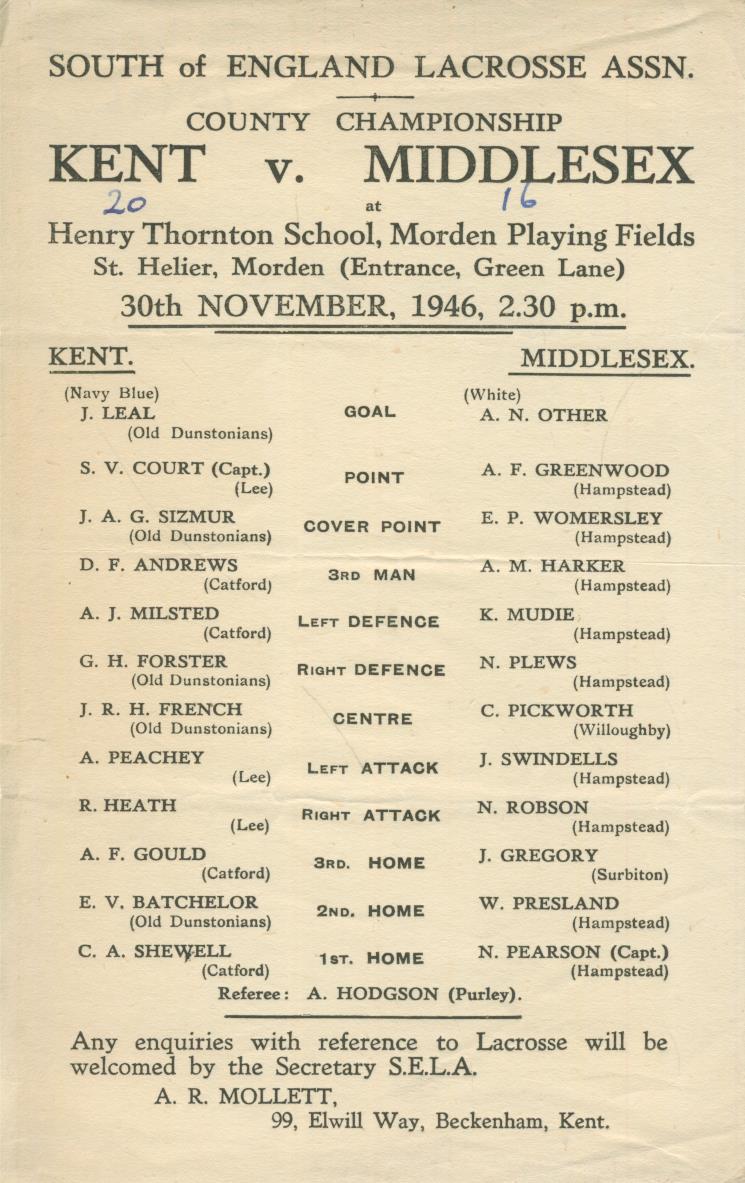 SOUTH of ENGLAND LACROSSE ASSN.
COUNTY CHAMPIONSHIP
KENT v. MIDDLESEX
20 at 16
Henry Thornton School, Morden Playing Fields
St. Helier, Morden (Entrance, Green Lane)
30th NOVEMBER, 1946, 2.30 p.m.
KENT. MIDDLESEX.
(Navy Blue) (White)
J. LEAL GOAL A. N. OTHER
(Old Dunstonians)
S. V. COURT (Capt.) POINT A. F. GREENWOOD
(Lee) (Hampstead)
J. A. G. SIZMUR COVER POINT E. P. WOMERSLEY
(Old Dunstonians) (Hampstead)
D. F. ANDREWS 3RD MAN A. M. HARKER
(Catford) (Hampstead)
A. J. MILSTED LEFT DEFENCE K. MUDIE
(Catford) (Hampstead)
G. H. FORSTER RIGHT DEFENCE N. PLEWS
(Old Dunstonians) (Hampstead)
J. R. H. FRENCH CENTRE C. PICKWORTH
(Old Dunstonians) (Willoughby)
A. PEACHEY LEFT ATTACK J. SWINDELLS
(Lee) (Hampstead)
R. HEATH RIGHT ATTACK N. ROBSON
(Lee) (Hampstead)
A. F. GOULD 3RD. HOME J. GREGORY
(Catford) (Surbiton)
E. V. BATCHELOR 2ND. HOME W. PRESLAND
(Old Dunstonians) (Hampstead)
C. A. SHEWELL 1ST. HOME N. PEARSON (Capt.)
(Catford) (Hampstead)
Referee: A. HODGSON (Purley).
Any enquiries with reference to Lacrosse will be
welcomed by the Secretary S.E.L.A.
A. R. MOLLETT,
99, Elwill Way, Beckenham, Kent.